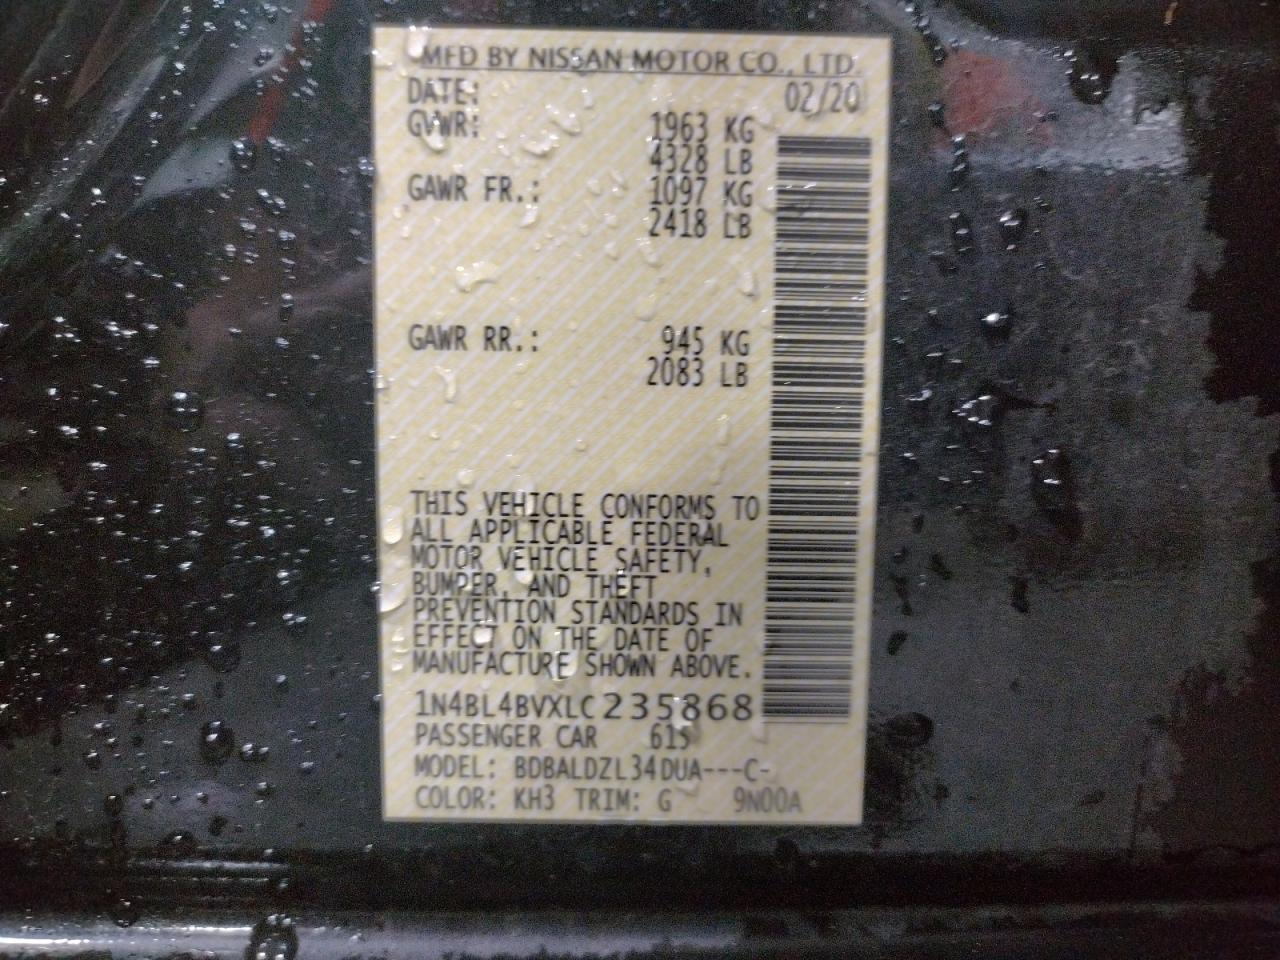 MFD BY NISSAN MOTOR CO., LTD.
DATE: 02/20
GVWR: 1963 KG
4328 LB
GAWR FR.: 1097 KG
2418 LB
GAWR RR.: 945 KG
2083 LB
THIS VEHICLE CONFORMS TO
ALL APPLICABLE FEDERAL
MOTOR VEHICLE SAFETY,
BUMPER, AND THEFT
PREVENTION STANDARDS IN
EFFECT ON THE DATE OF
MANUFACTURE SHOWN ABOVE.
1N4BL4BVXLC235868
PASSENGER CAR 615
MODEL: BDBALDZL34DUA---C-
COLOR: KH3 TRIM: G 9N00A